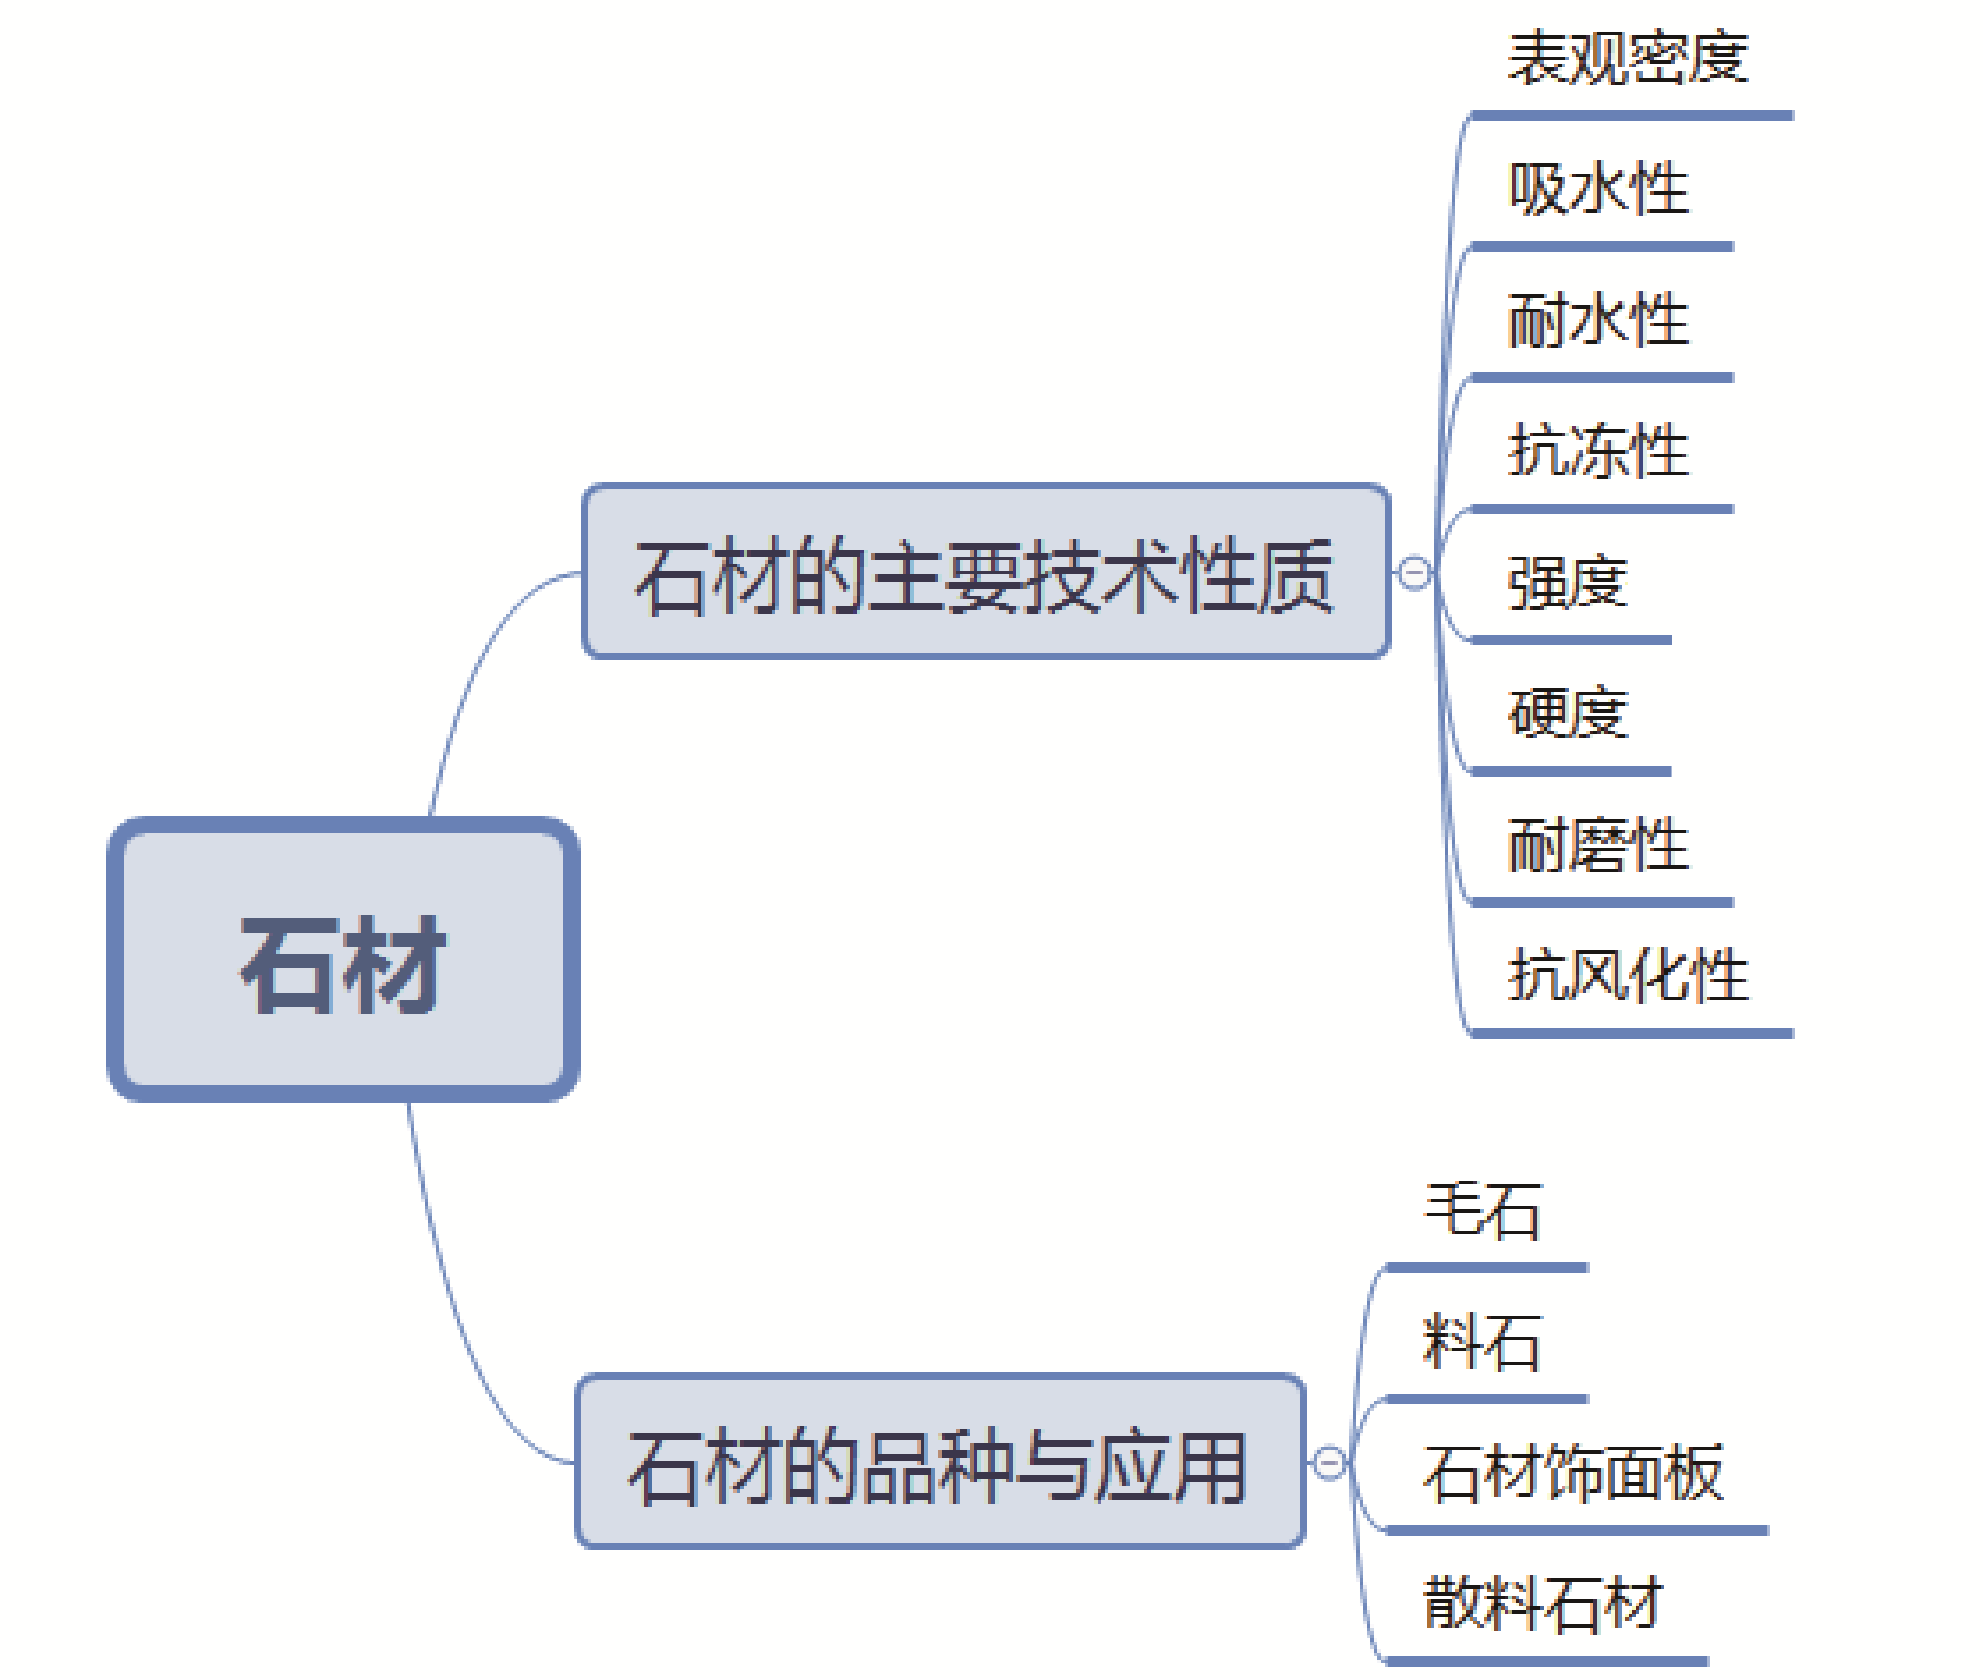 石材
石材的主要技术性质
表观密度
吸水性
耐水性
抗冻性
强度
硬度
耐磨性
抗风化性
石材的品种与应用
毛石
料石
石材饰面板
散料石材